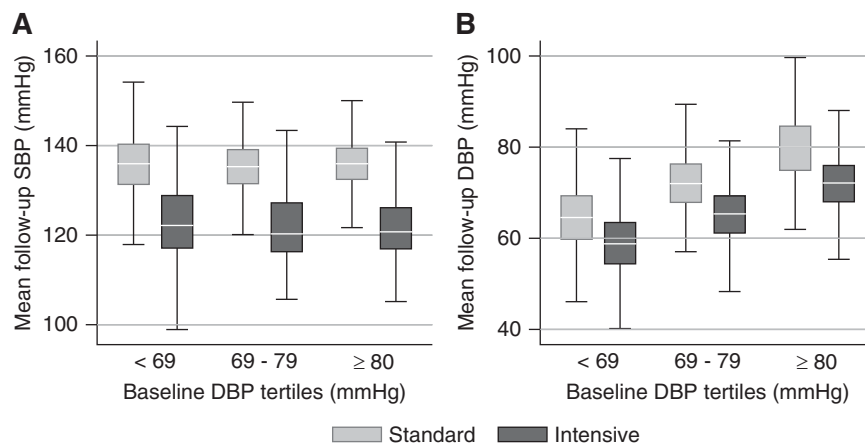 A
Mean follow-up SBP (mmHg)
160
140
120
100
< 69
69 - 79
≥ 80
Baseline DBP tertiles (mmHg)
B
Mean follow-up DBP (mmHg)
100
80
60
40
< 69
69 - 79
≥ 80
Baseline DBP tertiles (mmHg)
Standard
Intensive